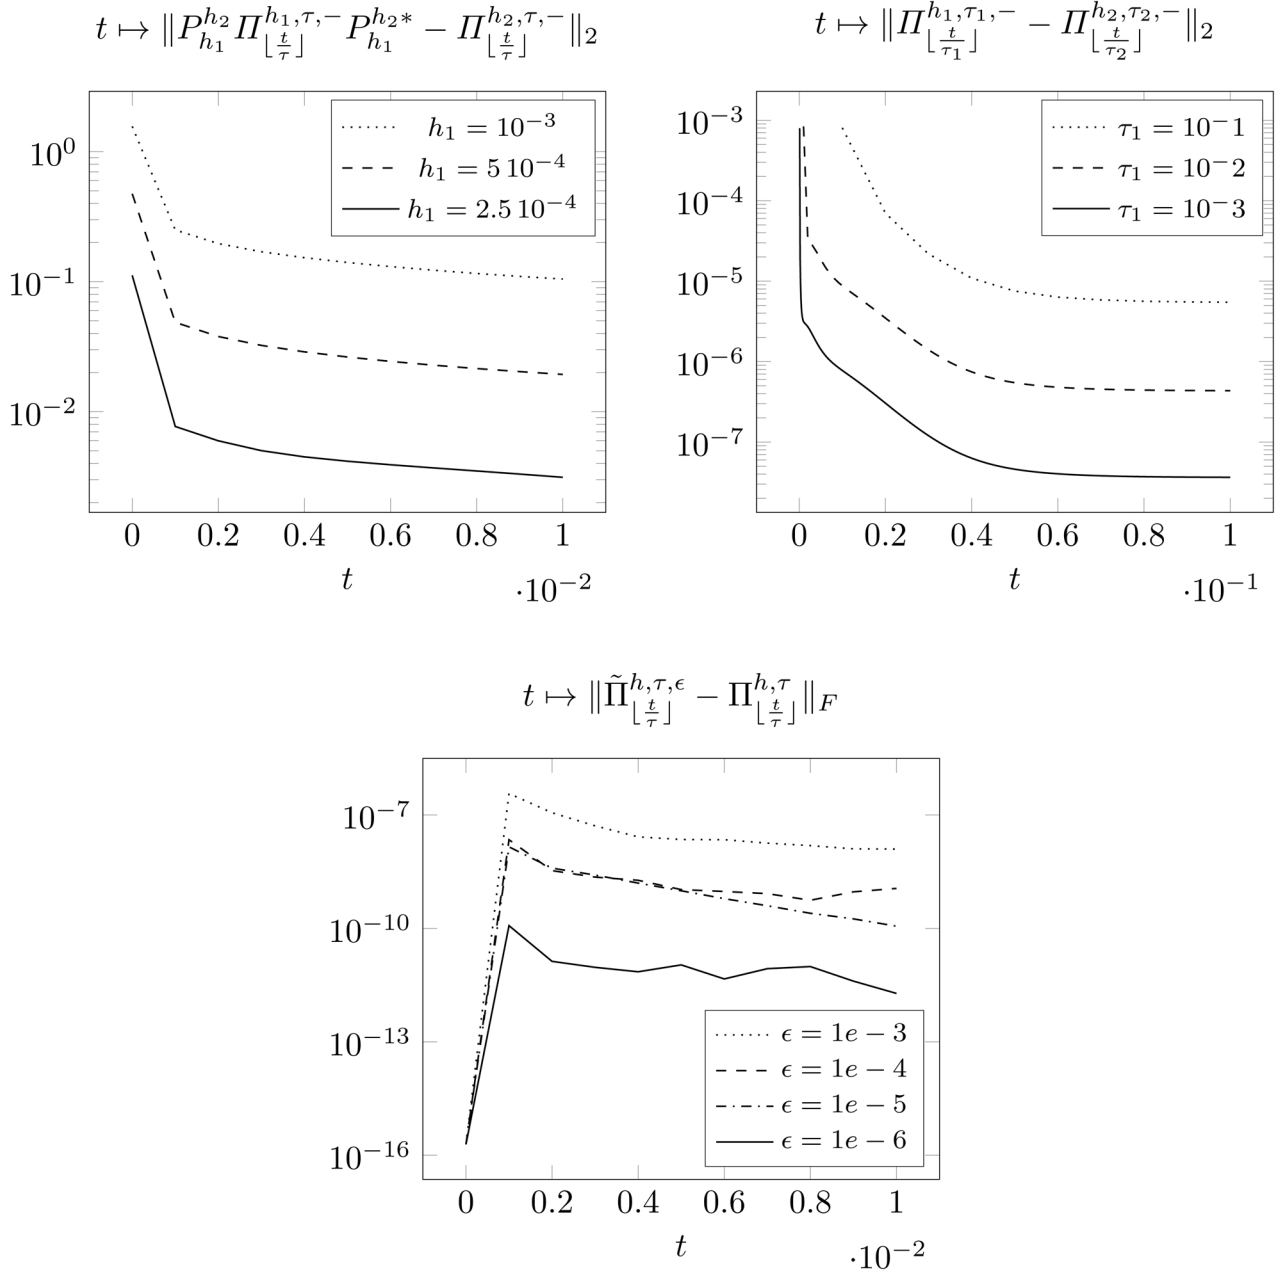 t ↦ ‖P_{h_1}^{h_2} Π_{⌊t/τ⌋}^{h_1,τ,−} P_{h_1}^{h_2*} − Π_{⌊t/τ⌋}^{h_2,τ,−}‖_2
10^0
10^{−1}
10^{−2}
h_1 = 10^{−3}
h_1 = 5 10^{−4}
h_1 = 2.5 10^{−4}
0 0.2 0.4 0.6 0.8 1
t
·10^{−2}
t ↦ ‖Π_{⌊t/τ_1⌋}^{h_1,τ_1,−} − Π_{⌊t/τ_2⌋}^{h_2,τ_2,−}‖_2
10^{−3}
10^{−4}
10^{−5}
10^{−6}
10^{−7}
τ_1 = 10^−1
τ_1 = 10^−2
τ_1 = 10^−3
0 0.2 0.4 0.6 0.8 1
t
·10^{−1}
t ↦ ‖Π̃_{⌊t/τ⌋}^{h,τ,ϵ} − Π_{⌊t/τ⌋}^{h,τ}‖_F
10^{−7}
10^{−10}
10^{−13}
10^{−16}
ϵ = 1e − 3
ϵ = 1e − 4
ϵ = 1e − 5
ϵ = 1e − 6
0 0.2 0.4 0.6 0.8 1
t
·10^{−2}